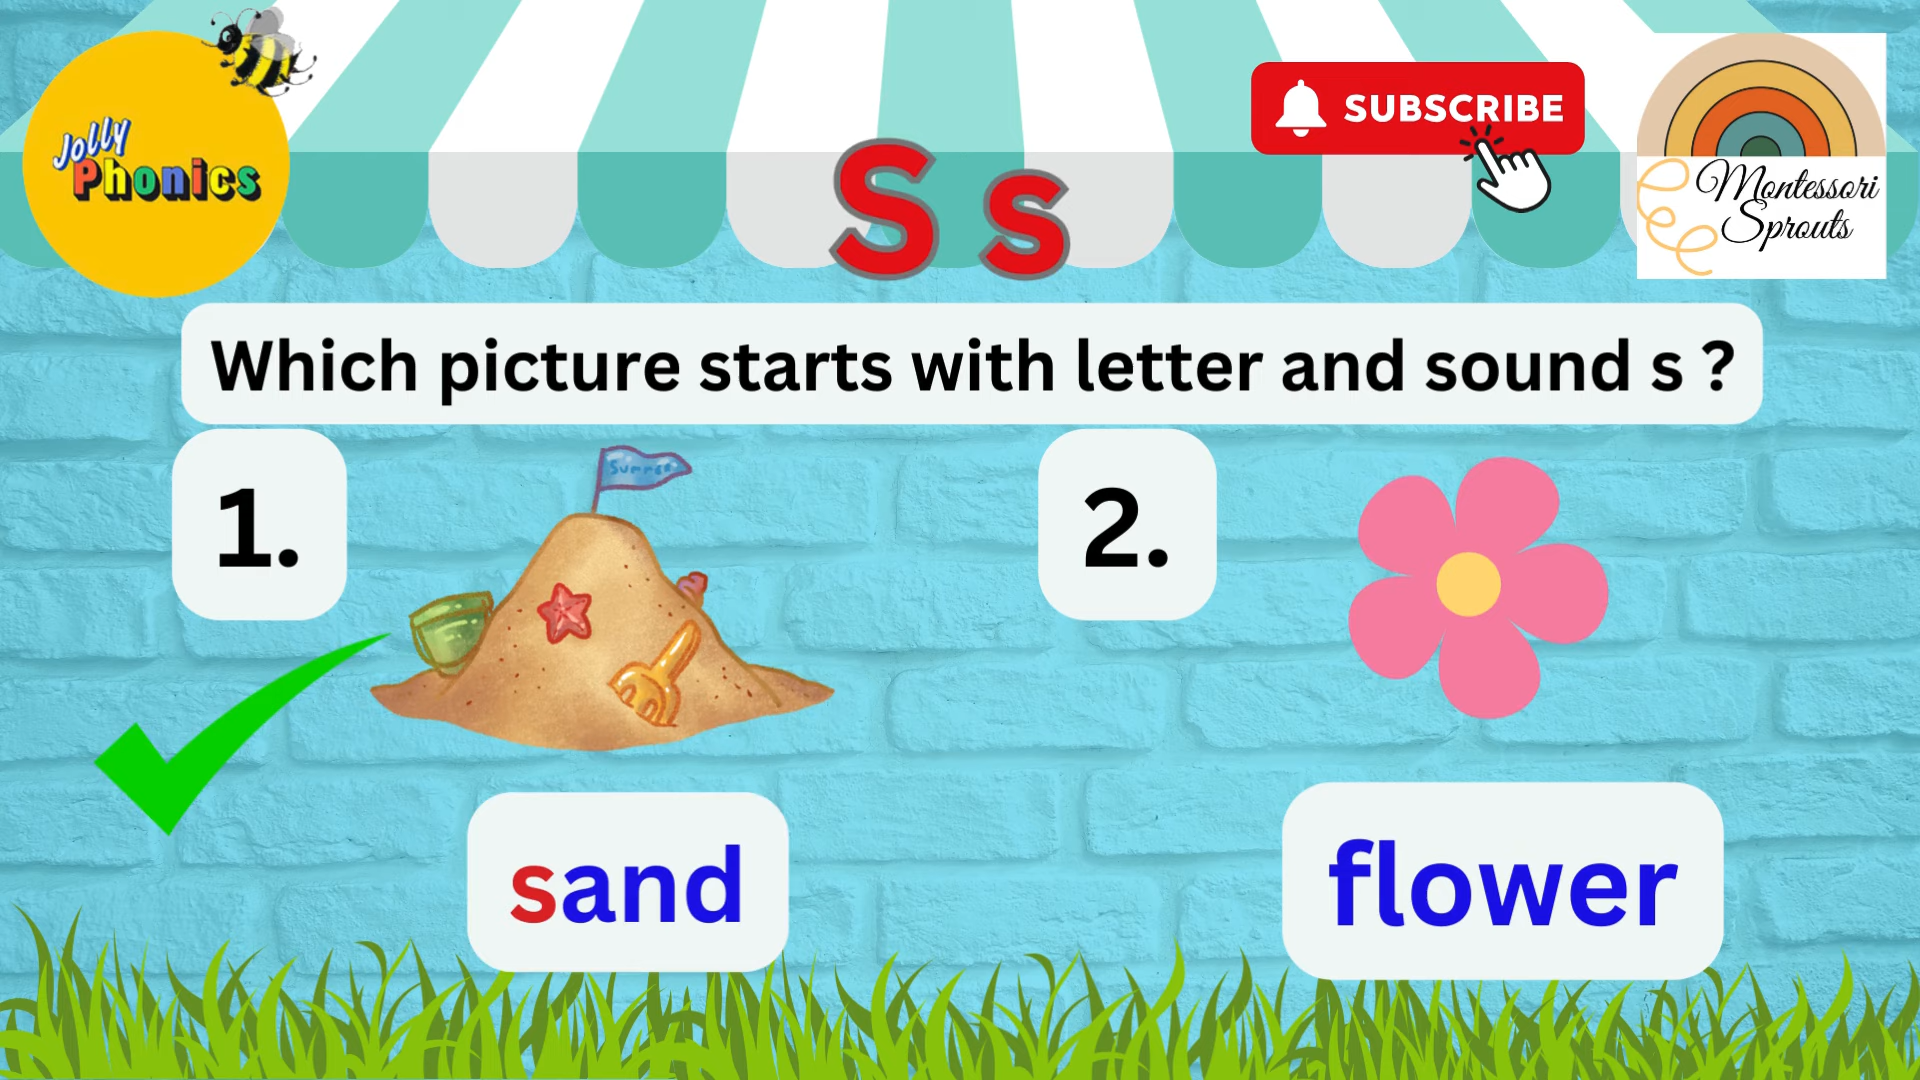 Jolly
Phonics
SUBSCRIBE
Montessori
Sprouts
S s
Which picture starts with letter and sound s ?
1.
2.
sand
flower